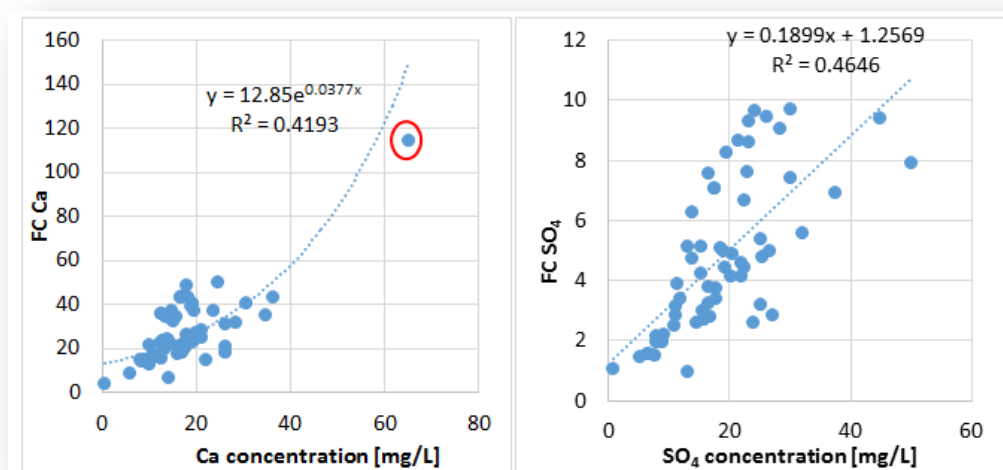 160
140
120
100
80
60
40
20
0
FC Ca
y = 12.85e^0.0377x
R² = 0.4193
0 20 40 60 80
Ca concentration [mg/L]
12
10
8
6
4
2
0
FC SO₄
y = 0.1899x + 1.2569
R² = 0.4646
0 20 40 60
SO₄ concentration [mg/L]